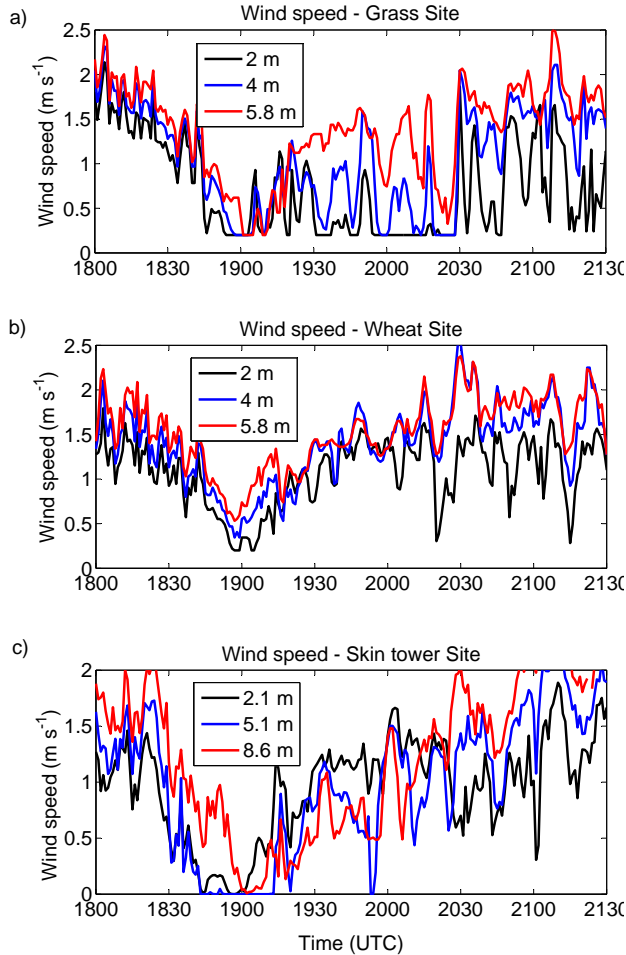 a)
Wind speed - Grass Site
2.5
2
1.5
1
0.5
0
Wind speed (m s⁻¹)
2 m
4 m
5.8 m
1800 1830 1900 1930 2000 2030 2100 2130
b)
Wind speed - Wheat Site
2.5
2
1.5
1
0.5
0
Wind speed (m s⁻¹)
2 m
4 m
5.8 m
1800 1830 1900 1930 2000 2030 2100 2130
c)
Wind speed - Skin tower Site
2
1.5
1
0.5
0
Wind speed (m s⁻¹)
2.1 m
5.1 m
8.6 m
1800 1830 1900 1930 2000 2030 2100 2130
Time (UTC)